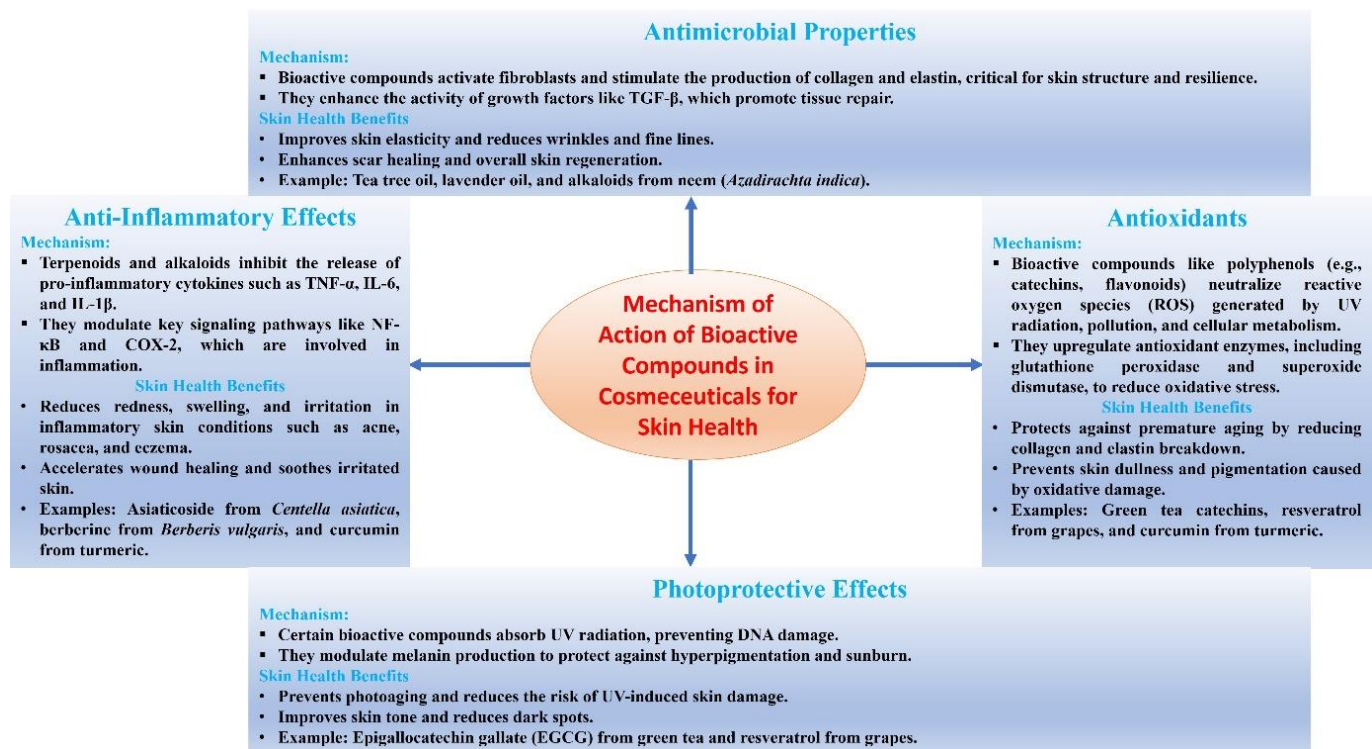 Antimicrobial Properties
Mechanism:
▪ Bioactive compounds activate fibroblasts and stimulate the production of collagen and elastin, critical for skin structure and resilience.
▪ They enhance the activity of growth factors like TGF-β, which promote tissue repair.
Skin Health Benefits
• Improves skin elasticity and reduces wrinkles and fine lines.
• Enhances scar healing and overall skin regeneration.
• Example: Tea tree oil, lavender oil, and alkaloids from neem (Azadirachta indica).
Anti-Inflammatory Effects
Mechanism:
▪ Terpenoids and alkaloids inhibit the release of
pro-inflammatory cytokines such as TNF-α, IL-6,
and IL-1β.
▪ They modulate key signaling pathways like NF-
κB and COX-2, which are involved in
inflammation.
Skin Health Benefits
• Reduces redness, swelling, and irritation in
inflammatory skin conditions such as acne,
rosacea, and eczema.
• Accelerates wound healing and soothes irritated
skin.
• Examples: Asiaticoside from Centella asiatica,
berberine from Berberis vulgaris, and curcumin
from turmeric.
Mechanism of
Action of Bioactive
Compounds in
Cosmeceuticals for
Skin Health
Antioxidants
Mechanism:
▪ Bioactive compounds like polyphenols (e.g.,
catechins, flavonoids) neutralize reactive
oxygen species (ROS) generated by UV
radiation, pollution, and cellular metabolism.
▪ They upregulate antioxidant enzymes, including
glutathione peroxidase and superoxide
dismutase, to reduce oxidative stress.
Skin Health Benefits
• Protects against premature aging by reducing
collagen and elastin breakdown.
• Prevents skin dullness and pigmentation caused
by oxidative damage.
• Examples: Green tea catechins, resveratrol
from grapes, and curcumin from turmeric.
Photoprotective Effects
Mechanism:
▪ Certain bioactive compounds absorb UV radiation, preventing DNA damage.
▪ They modulate melanin production to protect against hyperpigmentation and sunburn.
Skin Health Benefits
• Prevents photoaging and reduces the risk of UV-induced skin damage.
• Improves skin tone and reduces dark spots.
• Example: Epigallocatechin gallate (EGCG) from green tea and resveratrol from grapes.